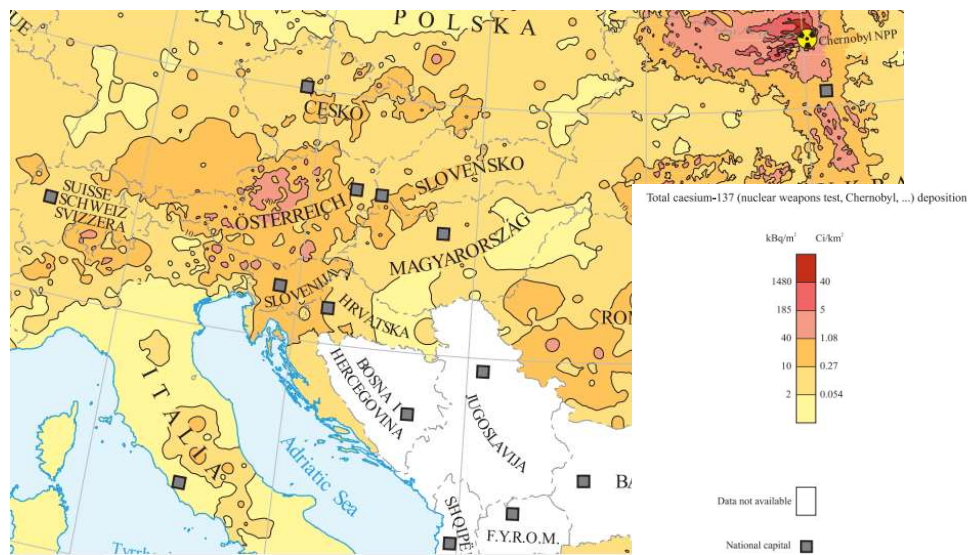 POLSKA
Chernobyl NPP
ČESKO
SLOVENSKO
SUISSE
SCHWEIZ
SVIZZERA
ÖSTERREICH
MAGYARORSZÁG
SLOVENIJA
HRVATSKA
BOSNA I
HERCEGOVINA
JUGOSLAVIJA
ITALIA
Adriatic Sea
F.Y.R.O.M.
Total caesium-137 (nuclear weapons test, Chernobyl, ...) deposition
kBq/m² Ci/km²
1480 40
185 5
40 1.08
10 0.27
2 0.054
Data not available
National capital